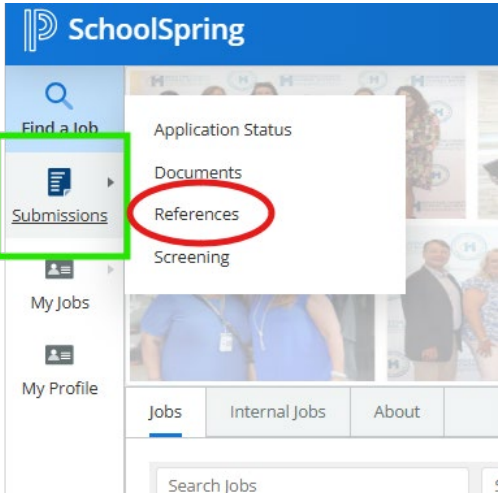 SchoolSpring
Find a Job
Submissions
My Jobs
My Profile
Application Status
Documents
References
Screening
Jobs
Internal Jobs
About
Search Jobs